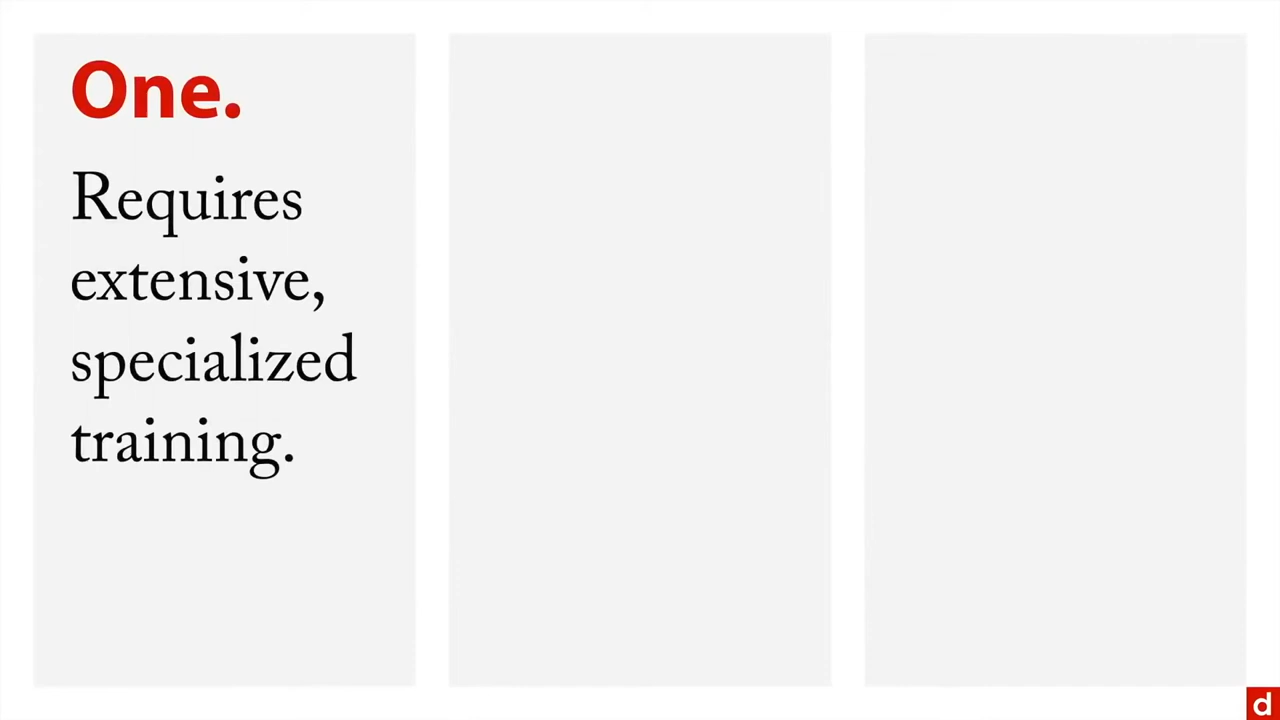 One.
Requires
extensive,
specialized
training.
d